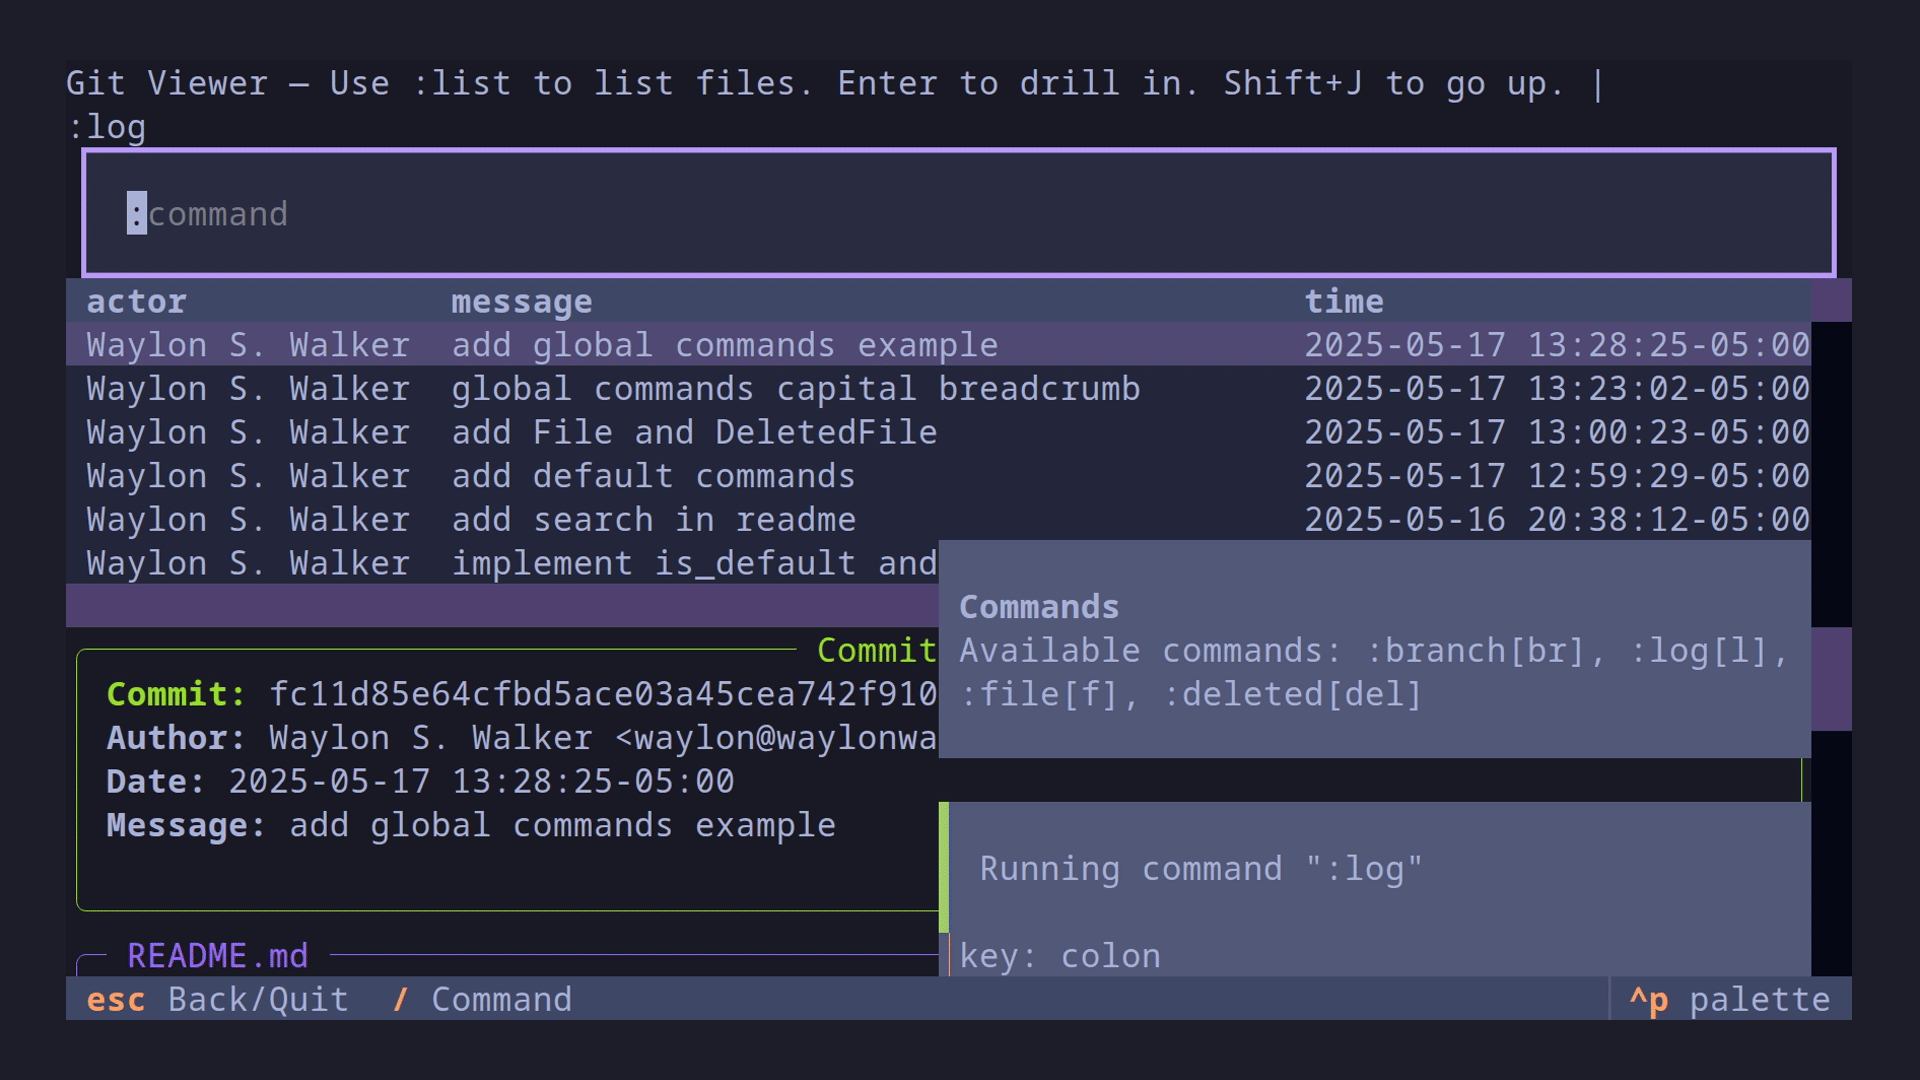 Git Viewer — Use :list to list files. Enter to drill in. Shift+J to go up. |
:log
:command
actor message time
Waylon S. Walker add global commands example 2025-05-17 13:28:25-05:00
Waylon S. Walker global commands capital breadcrumb 2025-05-17 13:23:02-05:00
Waylon S. Walker add File and DeletedFile 2025-05-17 13:00:23-05:00
Waylon S. Walker add default commands 2025-05-17 12:59:29-05:00
Waylon S. Walker add search in readme 2025-05-16 20:38:12-05:00
Waylon S. Walker implement is_default and
Commands
Available commands: :branch[br], :log[l],
:file[f], :deleted[del]
Commit
Commit: fc11d85e64cfbd5ace03a45cea742f910
Author: Waylon S. Walker <waylon@waylonwa
Date: 2025-05-17 13:28:25-05:00
Message: add global commands example
Running command ":log"
key: colon
README.md
esc Back/Quit / Command ^p palette